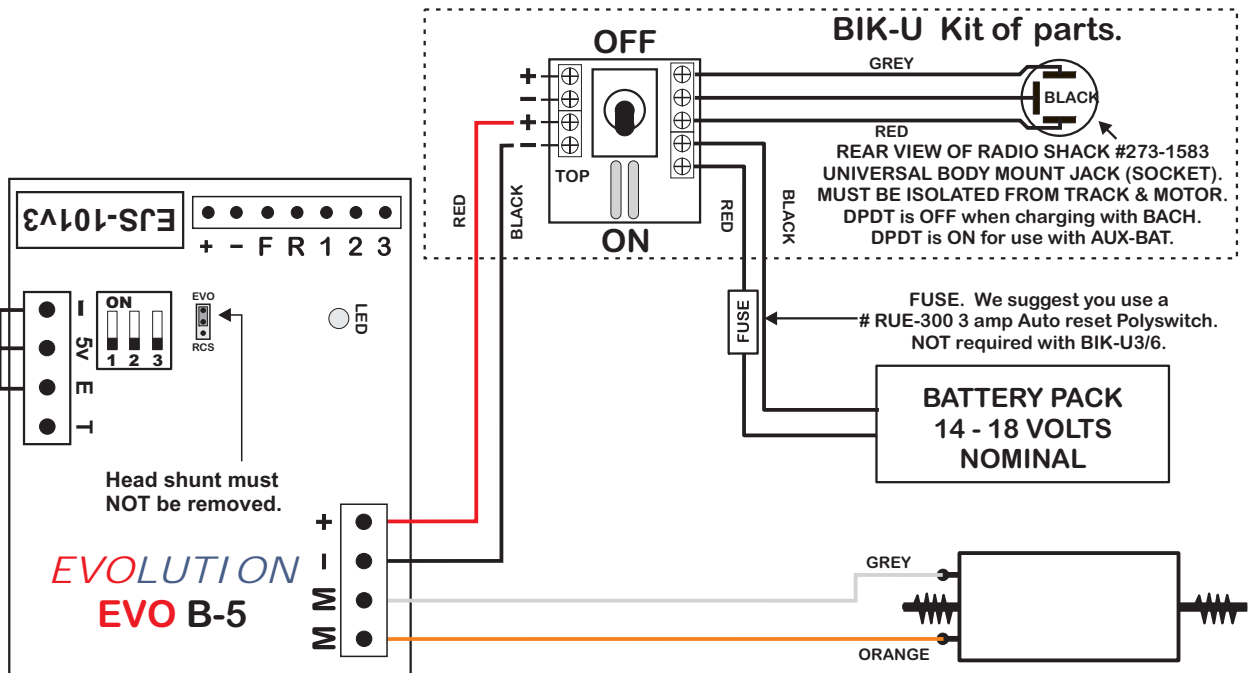 BIK-U Kit of parts.
OFF
+
−
+
−
TOP
ON
GREY
BLACK
RED
REAR VIEW OF RADIO SHACK #273-1583
UNIVERSAL BODY MOUNT JACK (SOCKET).
MUST BE ISOLATED FROM TRACK & MOTOR.
DPDT is OFF when charging with BACH.
DPDT is ON for use with AUX-BAT.
RED
BLACK
RED
BLACK
FUSE
FUSE. We suggest you use a
# RUE-300 3 amp Auto reset Polyswitch.
NOT required with BIK-U3/6.
BATTERY PACK
14 - 18 VOLTS
NOMINAL
EJS-101v3
+ − F R 1 2 3
I
5v
E
T
ON
1 2 3
EVO
RCS
LED
Head shunt must
NOT be removed.
EVOLUTION
EVO B-5
+
−
M
M
GREY
ORANGE